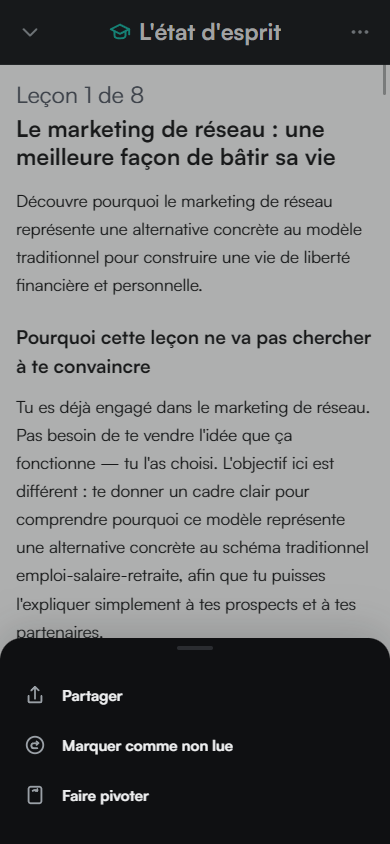 L'état d'esprit
Leçon 1 de 8
Le marketing de réseau : une
meilleure façon de bâtir sa vie
Découvre pourquoi le marketing de réseau
représente une alternative concrète au modèle
traditionnel pour construire une vie de liberté
financière et personnelle.
Pourquoi cette leçon ne va pas chercher
à te convaincre
Tu es déjà engagé dans le marketing de réseau.
Pas besoin de te vendre l'idée que ça
fonctionne — tu l'as choisi. L'objectif ici est
différent : te donner un cadre clair pour
comprendre pourquoi ce modèle représente
une alternative concrète au schéma traditionnel
emploi-salaire-retraite, afin que tu puisses
l'expliquer simplement à tes prospects et à tes
partenaires.
Partager
Marquer comme non lue
Faire pivoter